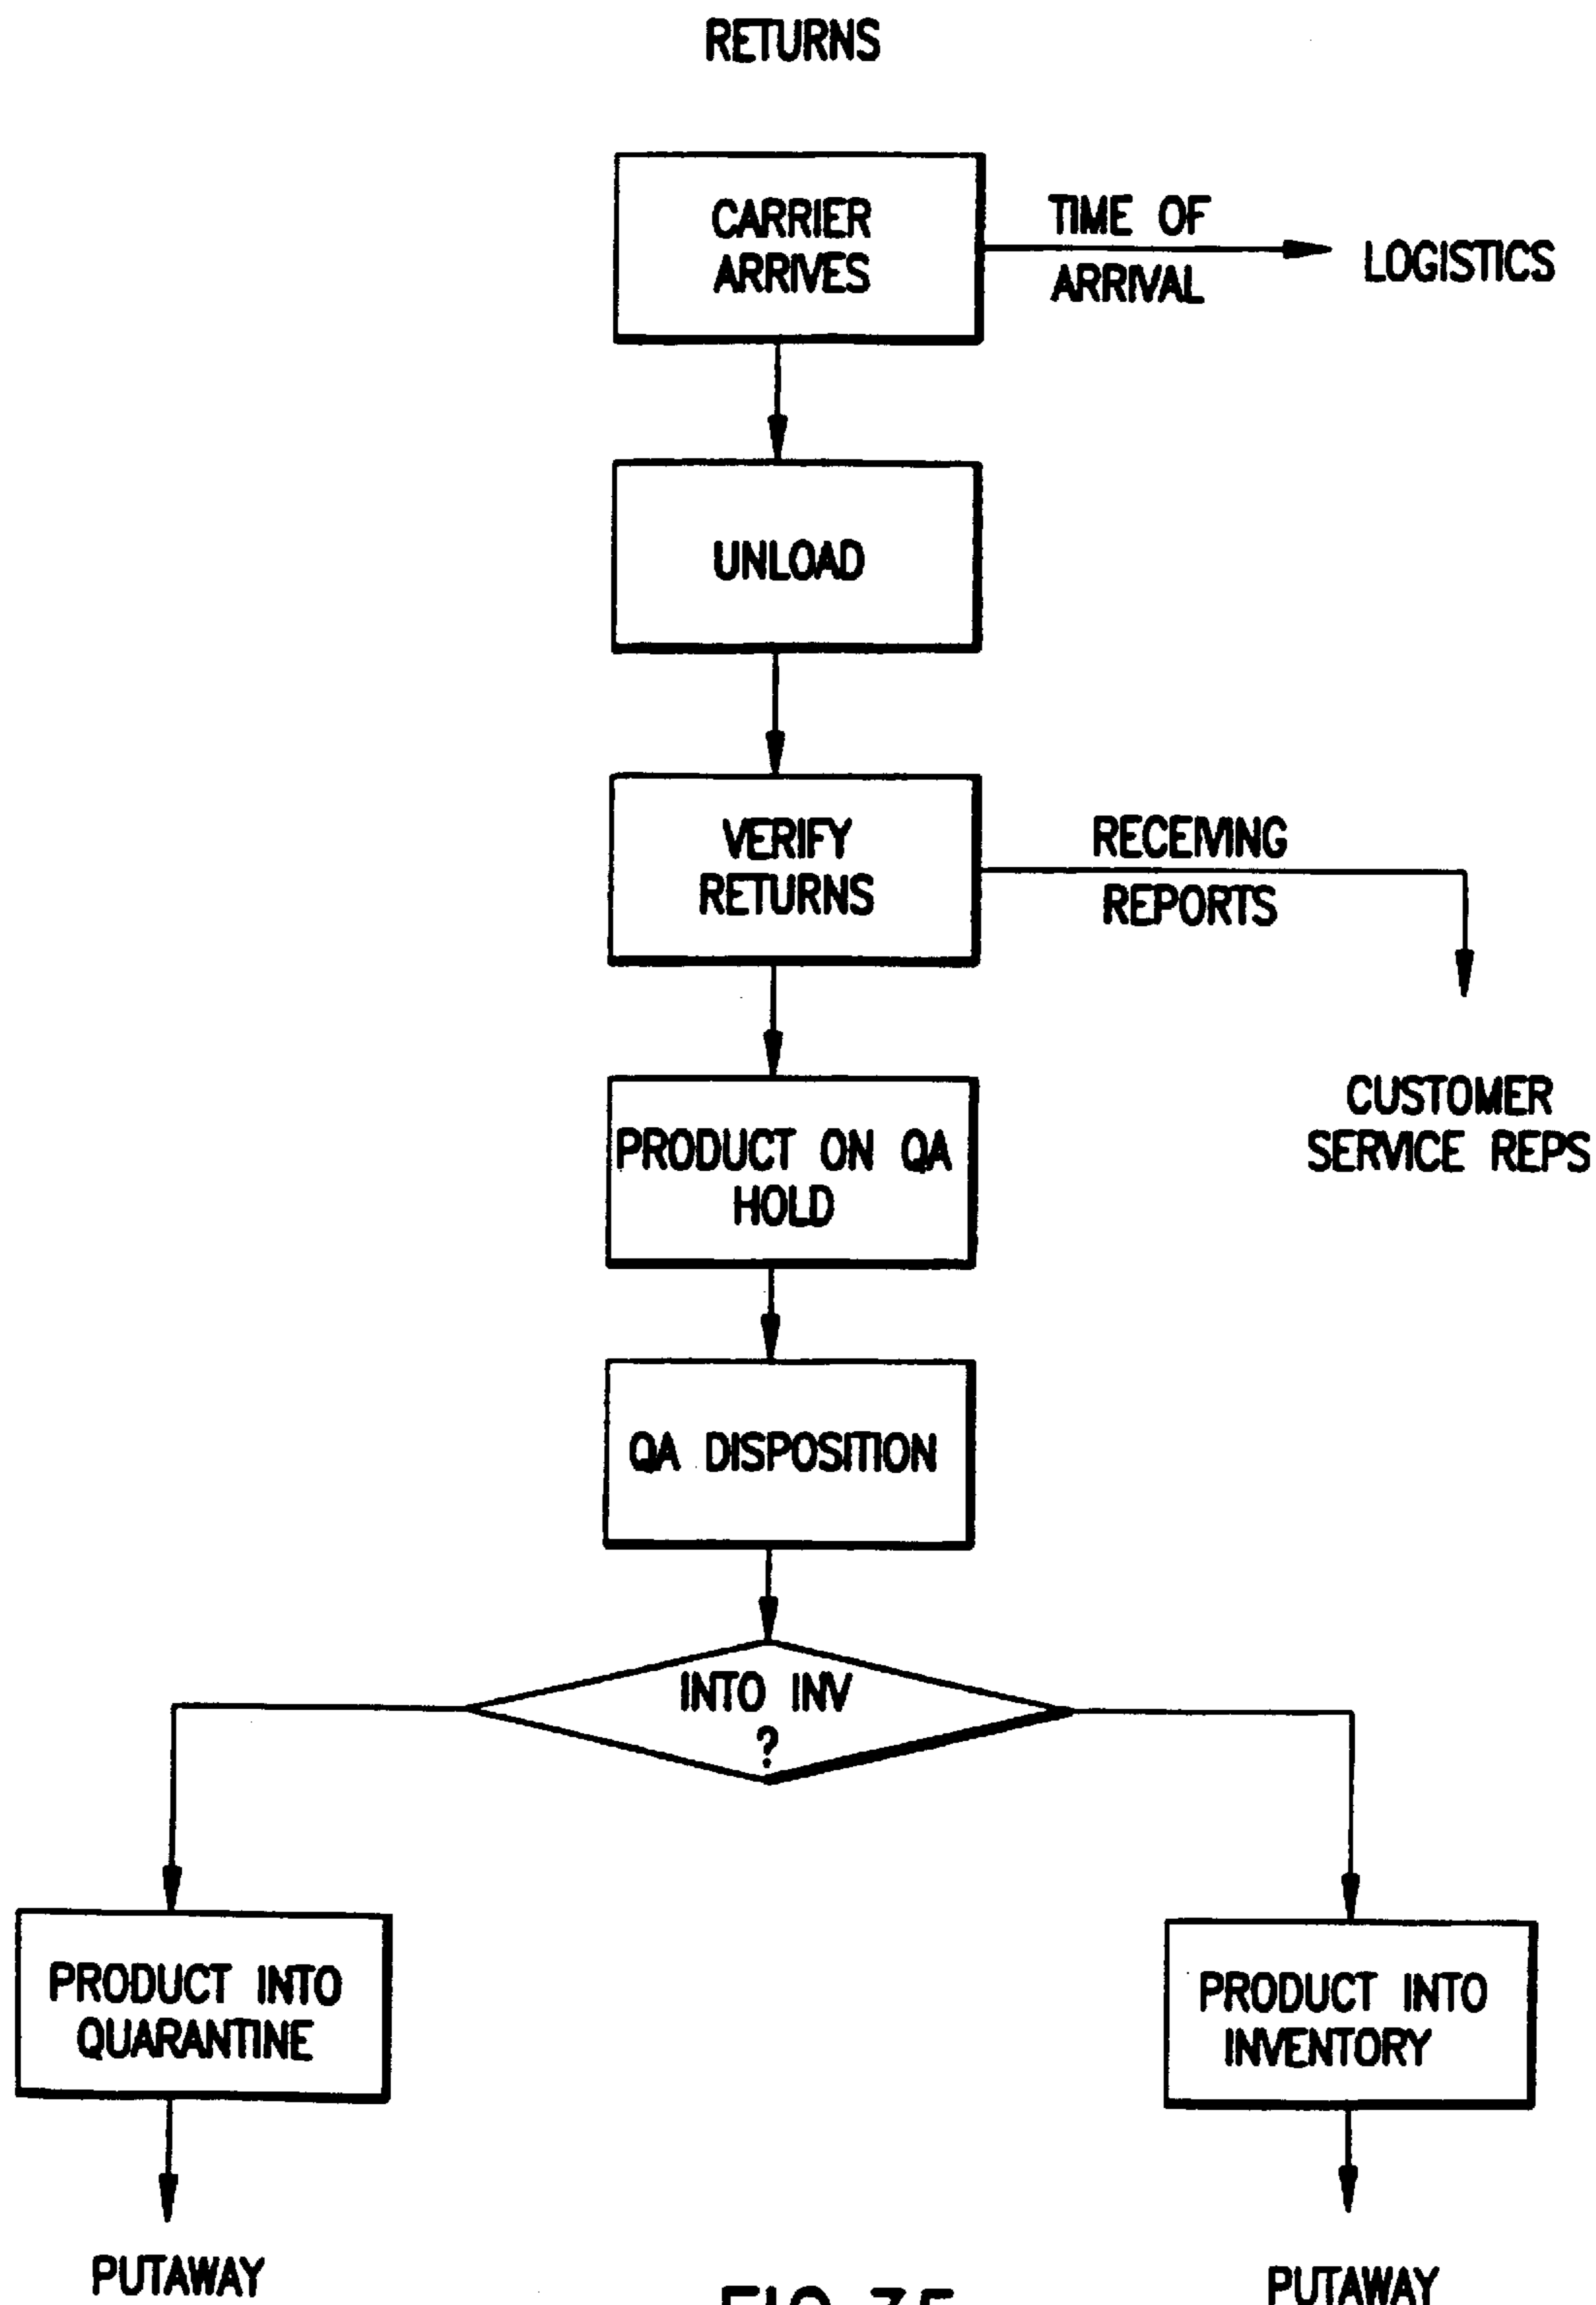 RETURNS
CARRIER
ARRIVES
TIME OF
ARRIVAL
LOGISTICS
UNLOAD
VERIFY
RETURNS
RECEIVING
REPORTS
CUSTOMER
SERVICE REPS
PRODUCT ON QA
HOLD
QA DISPOSITION
INTO INV
?
PRODUCT INTO
QUARANTINE
PRODUCT INTO
INVENTORY
PUTAWAY
PUTAWAY